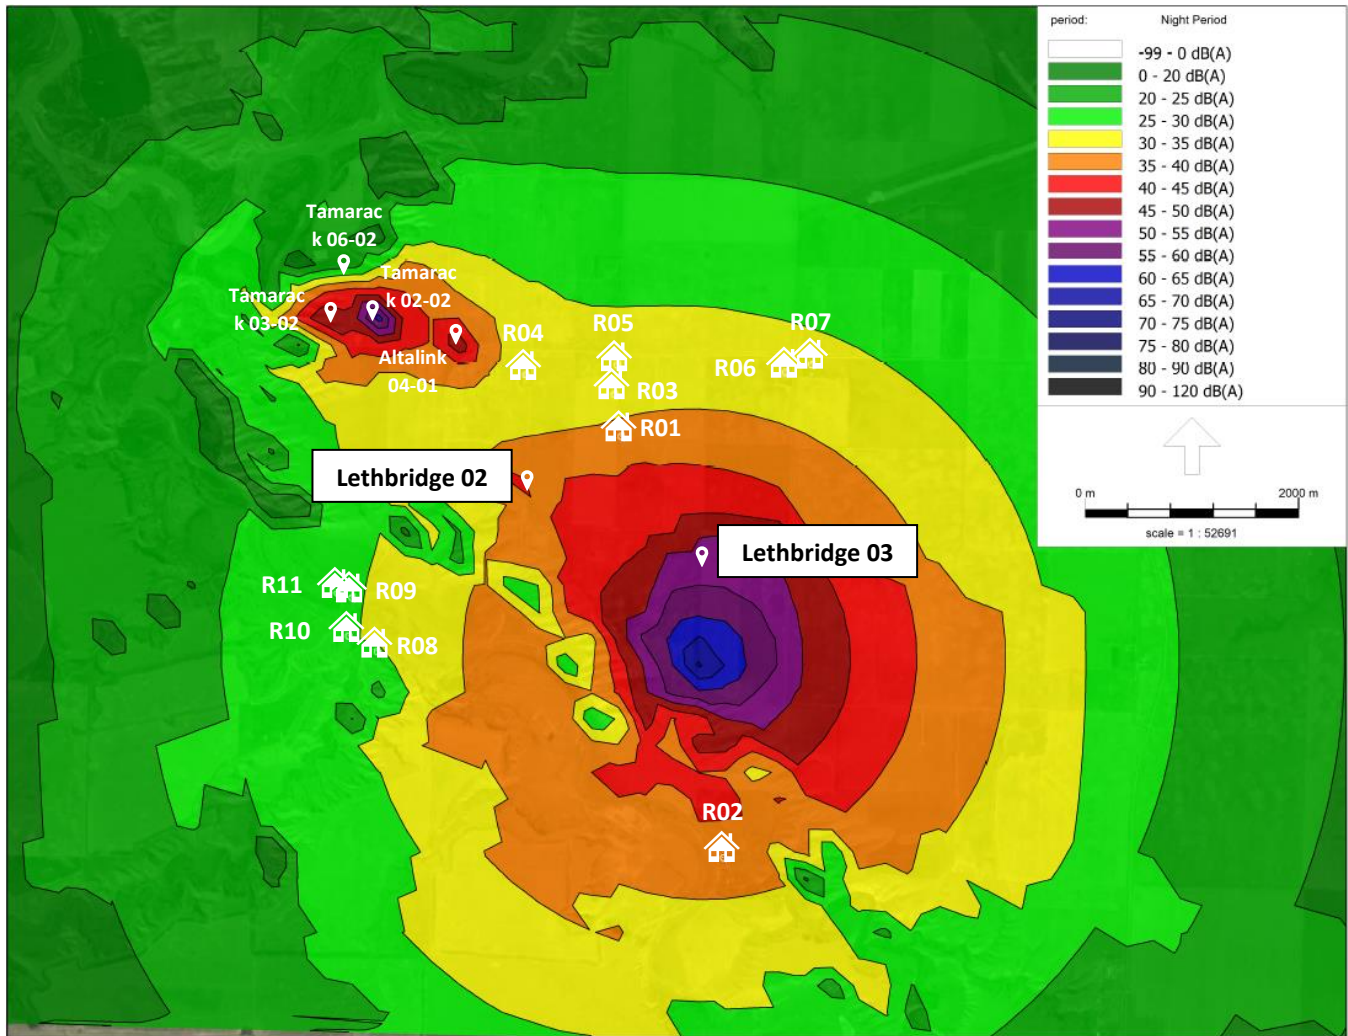 period: Night Period
-99 - 0 dB(A)
0 - 20 dB(A)
20 - 25 dB(A)
25 - 30 dB(A)
30 - 35 dB(A)
35 - 40 dB(A)
40 - 45 dB(A)
45 - 50 dB(A)
50 - 55 dB(A)
55 - 60 dB(A)
60 - 65 dB(A)
65 - 70 dB(A)
70 - 75 dB(A)
75 - 80 dB(A)
80 - 90 dB(A)
90 - 120 dB(A)
0 m 2000 m
scale = 1 : 52691
Tamarac
k 06-02
Tamarac
k 02-02
Tamarac
k 03-02
Altalink
04-01
R04
R05
R07
R06
R03
R01
Lethbridge 02
Lethbridge 03
R11
R09
R10
R08
R02